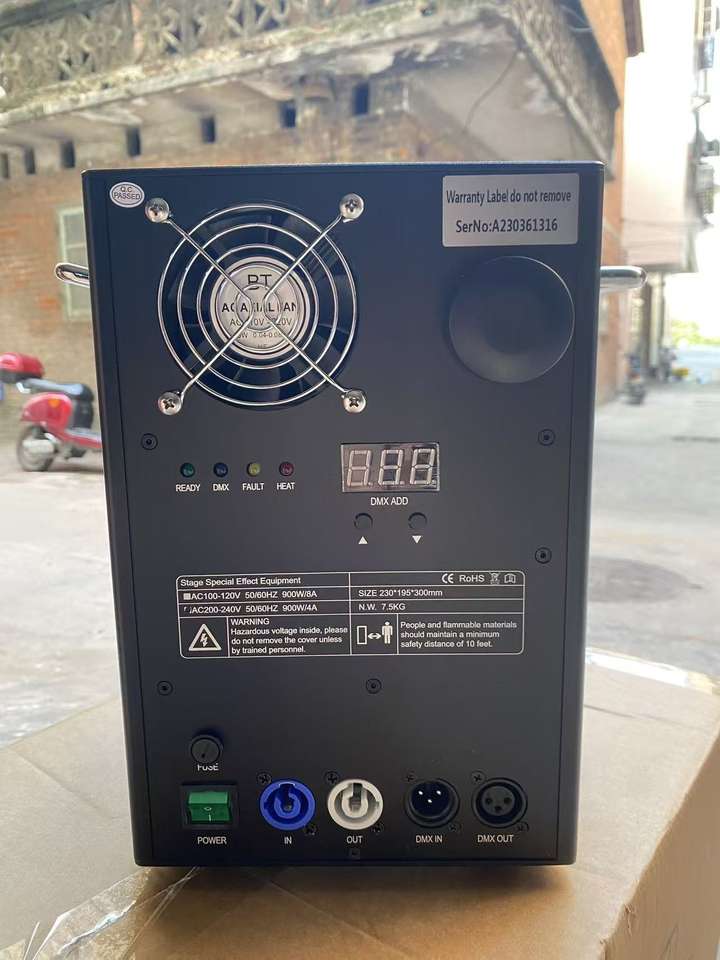 Q.C.
PASSED
Warranty Label do not remove
SerNo:A230361316
READY DMX FAULT HEAT
DMX ADD
Stage Special Effect Equipment
CE RoHS
AC100-120V 50/60HZ 900W/8A
SIZE 230*195*300mm
AC200-240V 50/60HZ 900W/4A
N.W. 7.5KG
WARNING
Hazardous voltage inside, please
do not remove the cover unless
by trained personnel.
People and flammable materials
should maintain a minimum
safety distance of 10 feet.
FUSE
POWER
IN
OUT
DMX IN
DMX OUT